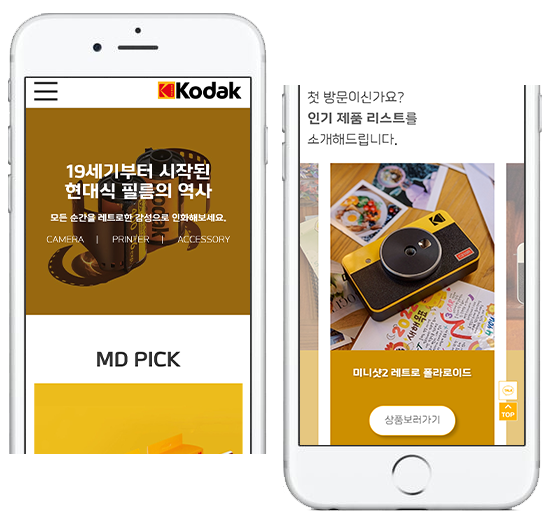 Kodak
19세기부터 시작된
현대식 필름의 역사
모든 순간을 레트로한 감성으로 인화해보세요.
CAMERA | PRINTER | ACCESSORY
MD PICK
첫 방문이신가요?
인기 제품 리스트를
소개해드립니다.
미니샷2 레트로 폴라로이드
상품보러가기
TOP